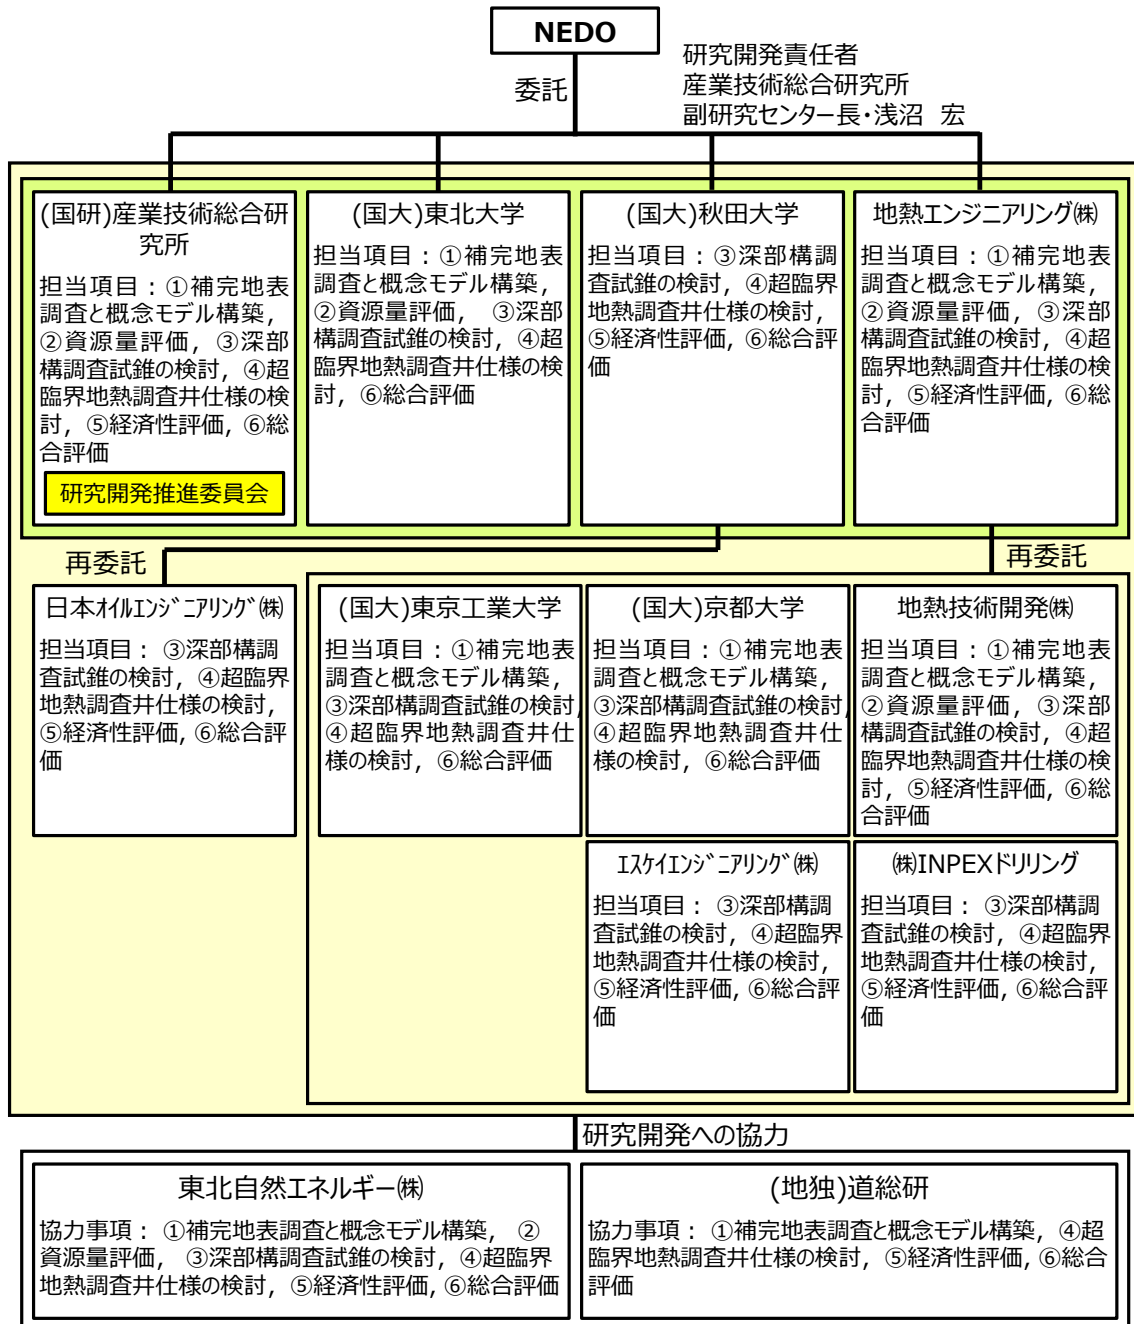 NEDO
委託
研究開発責任者
産業技術総合研究所
副研究センター長・浅沼　宏
(国研)産業技術総合研
究所
担当項目：①補完地表
調査と概念モデル構築，
②資源量評価，③深部
構調査試錐の検討，④超
臨界地熱調査井仕様の検
討，⑤経済性評価，⑥総
合評価
研究開発推進委員会
(国大)東北大学
担当項目：①補完地表
調査と概念モデル構築，
②資源量評価，③深部
構調査試錐の検討，④超
臨界地熱調査井仕様の検
討，⑥総合評価
(国大)秋田大学
担当項目：③深部構調
査試錐の検討，④超臨界
地熱調査井仕様の検討，
⑤経済性評価，⑥総合評
価
地熱エンジニアリング㈱
担当項目：①補完地表
調査と概念モデル構築，
②資源量評価，③深部
構調査試錐の検討，④超
臨界地熱調査井仕様の検
討，⑤経済性評価，⑥総
合評価
再委託
再委託
日本ｵｲﾙｴﾝｼﾞﾆｱﾘﾝｸﾞ㈱
担当項目：③深部構調
査試錐の検討，④超臨界
地熱調査井仕様の検討，
⑤経済性評価，⑥総合評
価
(国大)東京工業大学
担当項目：①補完地表
調査と概念モデル構築，
③深部構調査試錐の検討，
④超臨界地熱調査井仕
様の検討，⑥総合評価
(国大)京都大学
担当項目：①補完地表
調査と概念モデル構築，
③深部構調査試錐の検討，
④超臨界地熱調査井仕
様の検討，⑥総合評価
地熱技術開発㈱
担当項目：①補完地表
調査と概念モデル構築，
②資源量評価，③深部
構調査試錐の検討，④超
臨界地熱調査井仕様の検
討，⑤経済性評価，⑥総
合評価
ｴｽｹｲｴﾝｼﾞﾆｱﾘﾝｸﾞ㈱
担当項目：③深部構調
査試錐の検討，④超臨界
地熱調査井仕様の検討，
⑤経済性評価，⑥総合評
価
㈱INPEXドリリング
担当項目：③深部構調
査試錐の検討，④超臨界
地熱調査井仕様の検討，
⑤経済性評価，⑥総合評
価
研究開発への協力
東北自然エネルギー㈱
協力事項：①補完地表調査と概念モデル構築，②
資源量評価，③深部構調査試錐の検討，④超臨界
地熱調査井仕様の検討，⑤経済性評価，⑥総合評価
(地独)道総研
協力事項：①補完地表調査と概念モデル構築，④超
臨界地熱調査井仕様の検討，⑤経済性評価，⑥総合
評価